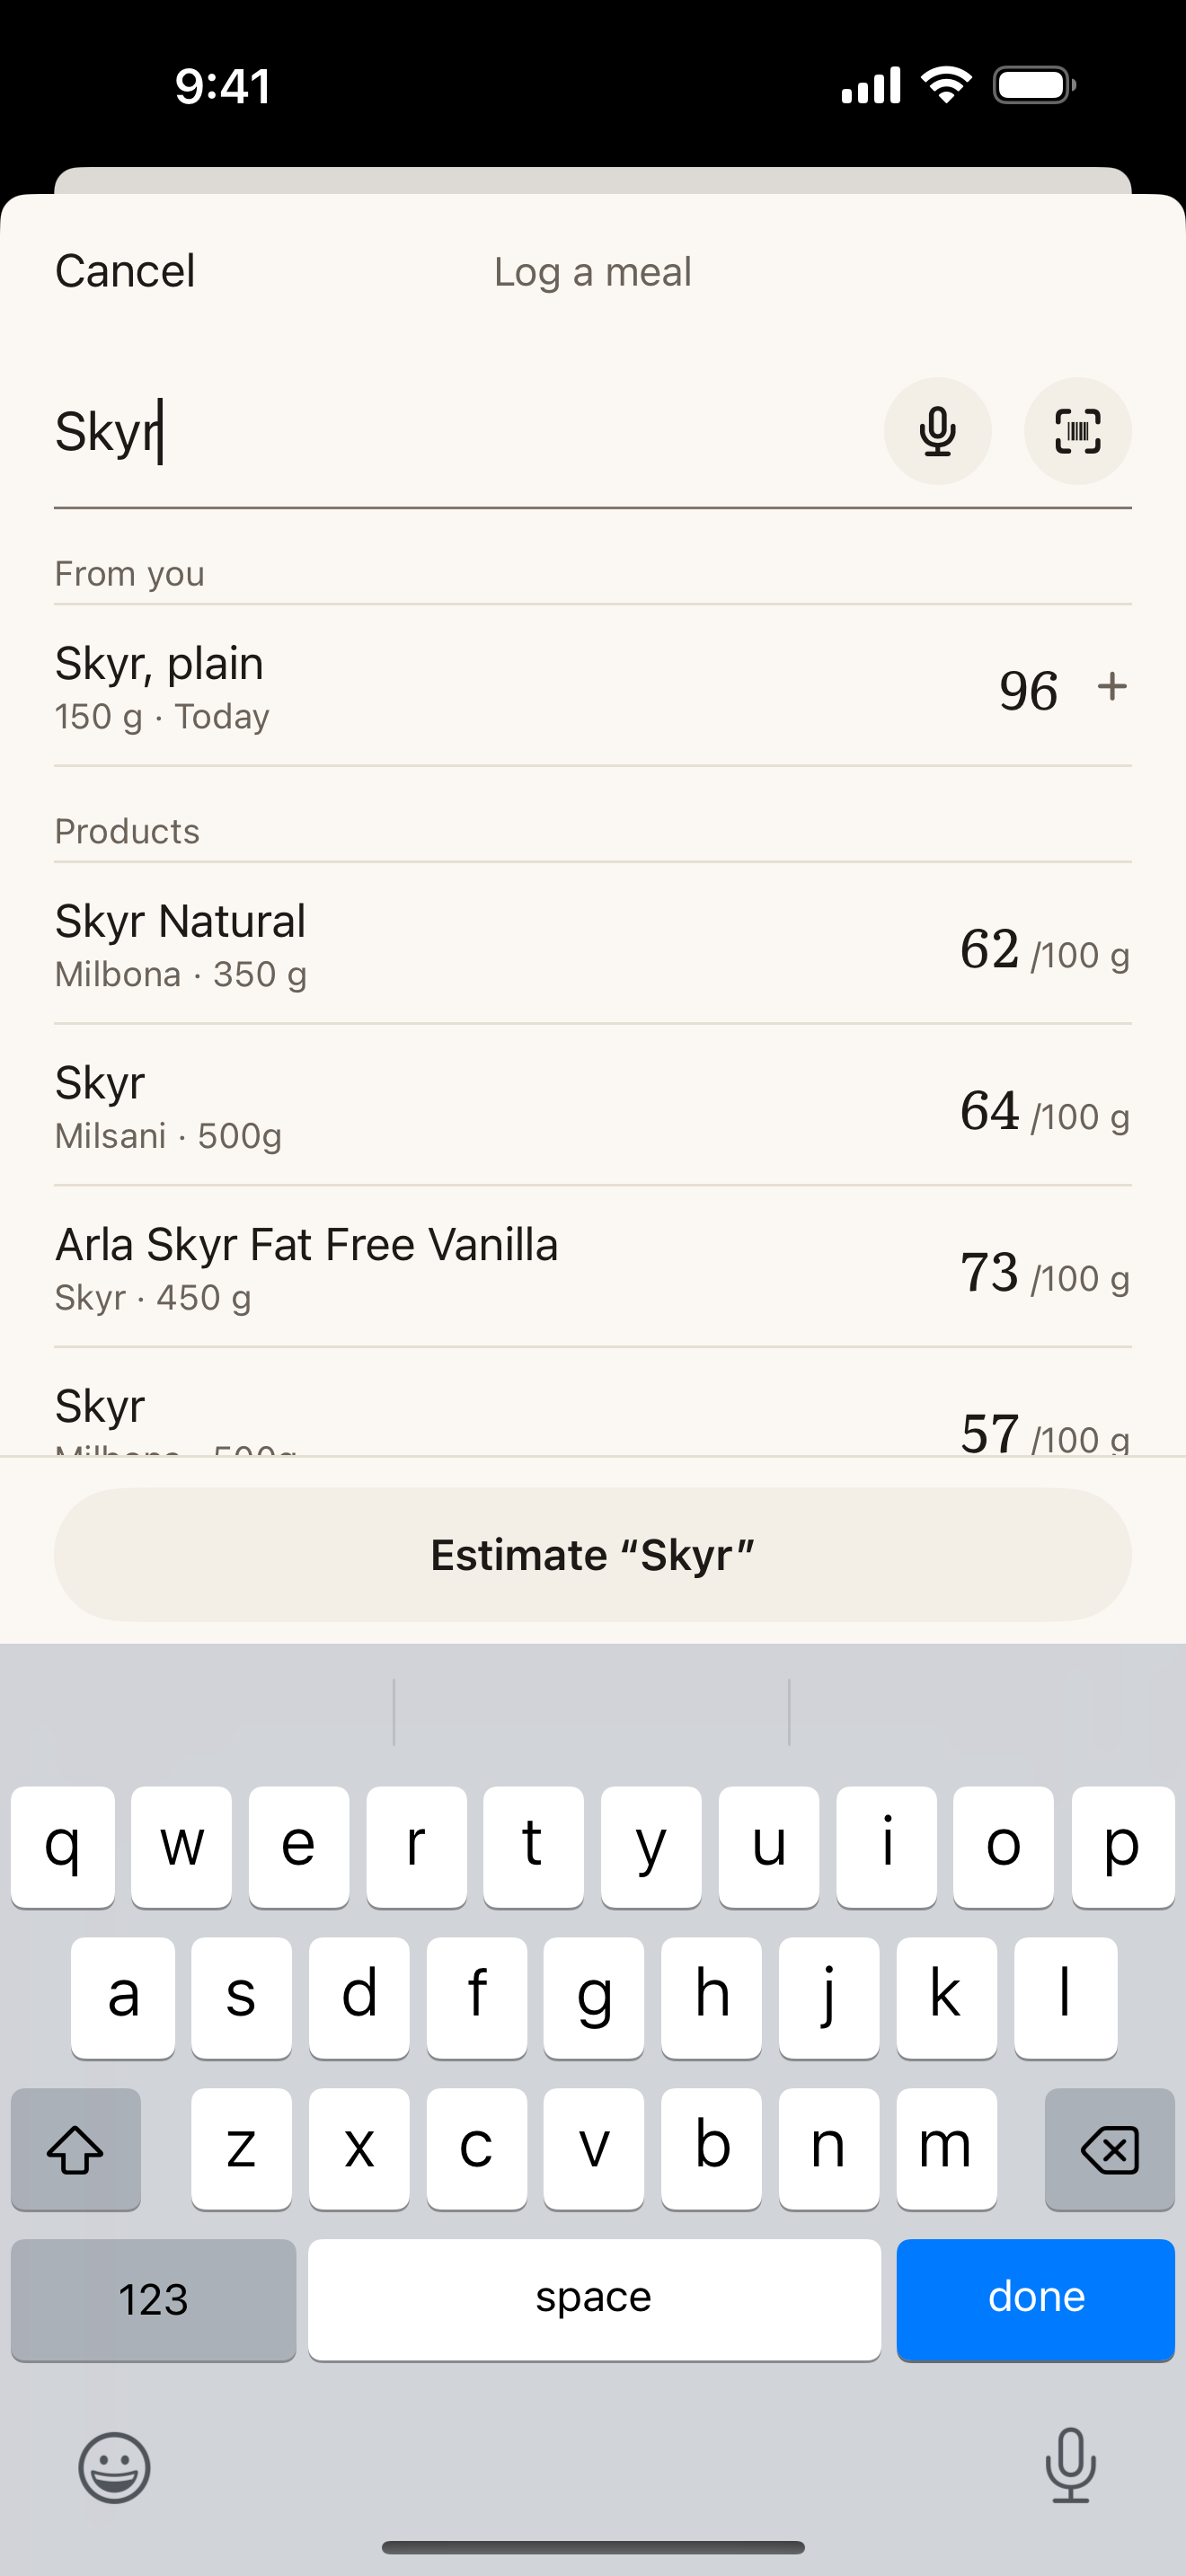 9:41
Cancel
Log a meal
Skyr
From you
Skyr, plain
96 +
150 g · Today
Products
Skyr Natural
62 /100 g
Milbona · 350 g
Skyr
64 /100 g
Milsani · 500g
Arla Skyr Fat Free Vanilla
73 /100 g
Skyr · 450 g
Skyr
57 /100 g
Milbona · 500g
Estimate “Skyr”
q w e r t y u i o p
a s d f g h j k l
z x c v b n m
123 space done